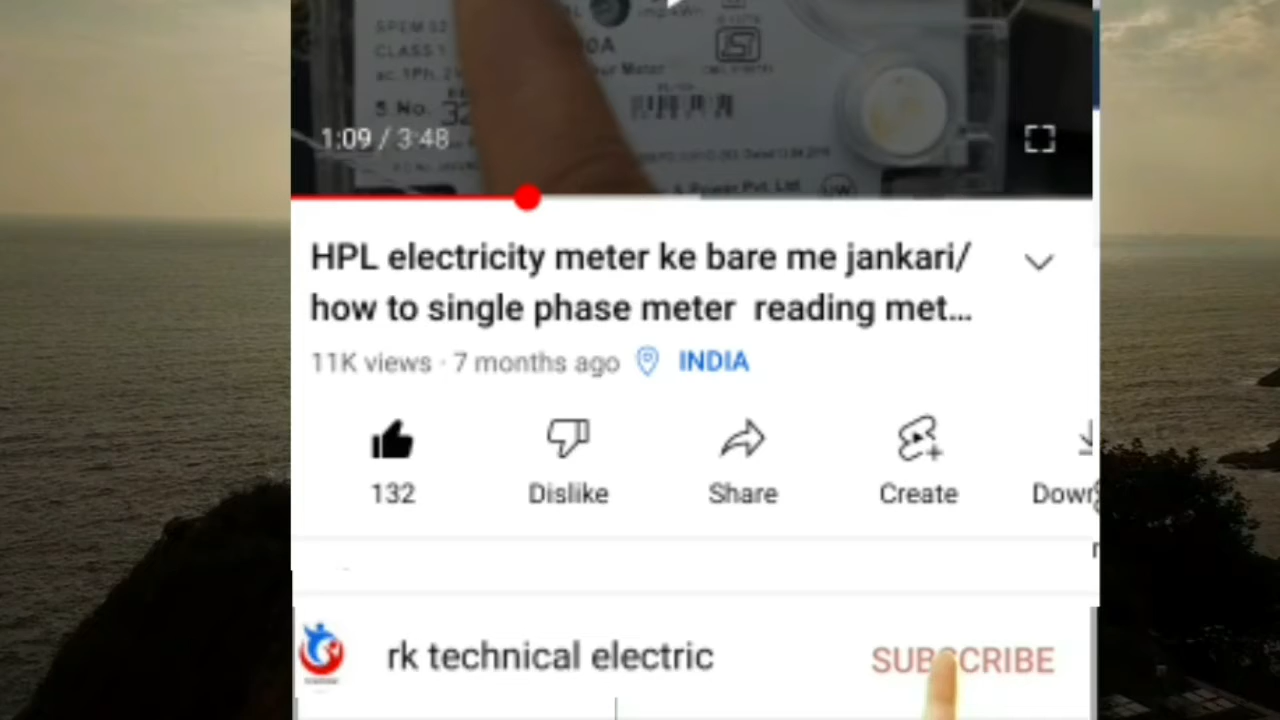 CLASS 1
S.No. 32
1:09 / 3:48
HPL electricity meter ke bare me jankari/
how to single phase meter reading met...
11K views · 7 months ago INDIA
132 Dislike Share Create
rk technical electric SUBSCRIBE